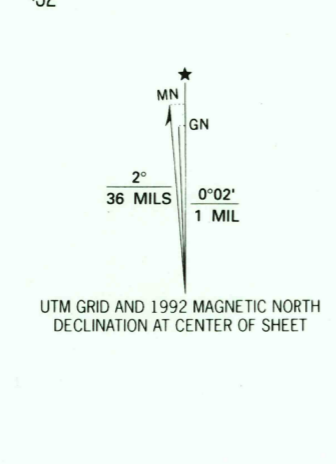 ★
MN
GN
2°
36 MILS
0°02'
1 MIL
UTM GRID AND 1992 MAGNETIC NORTH
DECLINATION AT CENTER OF SHEET